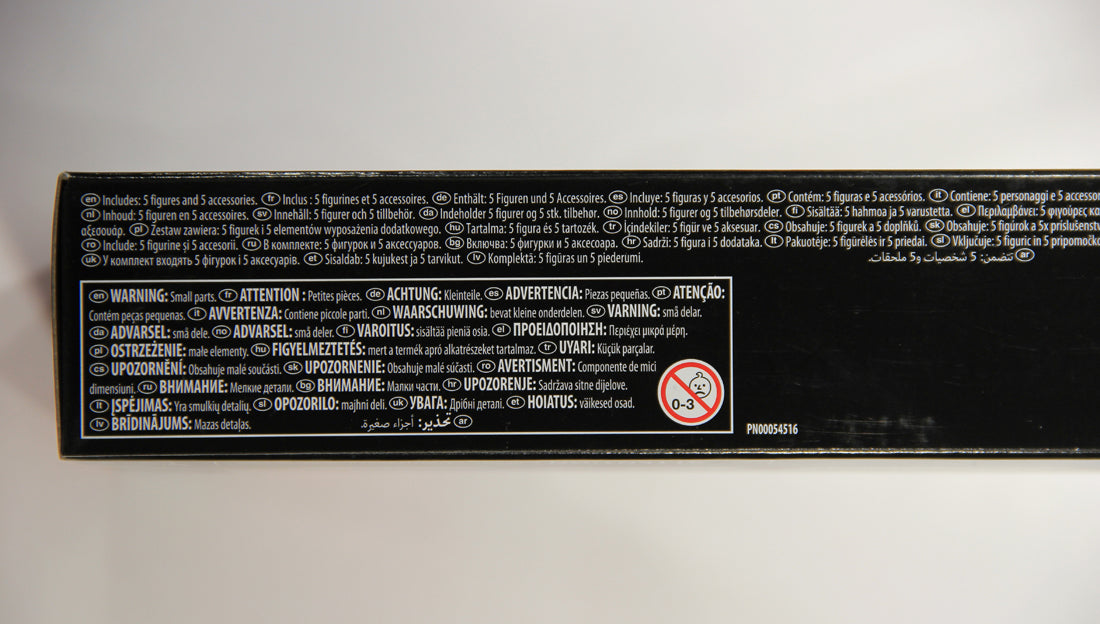 en Includes: 5 figures and 5 accessories. fr Inclus : 5 figurines et 5 accessoires. de Enthält: 5 Figuren und 5 Accessoires. es Incluye: 5 figuras y 5 accesorios. pt Contém: 5 figuras e 5 acessórios. it Contiene: 5 personaggi e 5 accessor
nl Inhoud: 5 figuren en 5 accessoires. sv Innehåll: 5 figurer och 5 tillbehör. da Indeholder 5 figurer og 5 stk. tilbehør. no Innhold: 5 figurer og 5 tilbehørsdeler. fi Sisältää: 5 hahmoa ja 5 varustetta. el Περιλαμβάνει: 5 φιγούρες κα
αξεσουάρ. pl Zestaw zawiera: 5 figurek i 5 elementów wyposażenia dodatkowego. hu Tartalma: 5 figura és 5 tartozék. tr İçindekiler: 5 figür ve 5 aksesuar. cs Obsahuje: 5 figurek a 5 doplňků. sk Obsahuje: 5 figúrok a 5x príslušenstv
ro Include: 5 figurine și 5 accesorii. ru В комплекте: 5 фигурок и 5 аксессуаров. bg Включва: 5 фигурки и 5 аксесоара. hr Sadrži: 5 figura i 5 dodataka. lt Pakuotėje: 5 figūrėlės ir 5 priedai. sl Vključuje: 5 figuric in 5 pripomočko
uk У комплект входять 5 фігурок і 5 аксесуарів. et Sisaldab: 5 kujukest ja 5 tarvikut. lv Komplektā: 5 figūras un 5 piederumi. ar تتضمن: 5 شخصيات و5 ملحقات.
en WARNING: Small parts. fr ATTENTION : Petites pièces. de ACHTUNG: Kleinteile. es ADVERTENCIA: Piezas pequeñas. pt ATENÇÃO:
Contém peças pequenas. it AVVERTENZA: Contiene piccole parti. nl WAARSCHUWING: bevat kleine onderdelen. sv VARNING: små delar.
da ADVARSEL: små dele. no ADVARSEL: små deler. fi VAROITUS: sisältää pieniä osia. el ΠΡΟΕΙΔΟΠΟΙΗΣΗ: Περιέχει μικρά μέρη.
pl OSTRZEŻENIE: małe elementy. hu FIGYELMEZTETÉS: mert a termék apró alkatrészeket tartalmaz. tr UYARI: Küçük parçalar.
cs UPOZORNĚNÍ: Obsahuje malé součásti. sk UPOZORNENIE: Obsahuje malé súčasti. ro AVERTISMENT: Componente de mici
dimensiuni. ru ВНИМАНИЕ: Мелкие детали. bg ВНИМАНИЕ: Малки части. hr UPOZORENJE: Sadržava sitne dijelove.
lt ĮSPĖJIMAS: Yra smulkių detalių. sl OPOZORILO: majhni deli. uk УВАГА: Дрібні деталі. et HOIATUS: väikesed osad.
lv BRĪDINĀJUMS: Mazas detaļas. ar تحذير: أجزاء صغيرة.
0-3
PN00054516